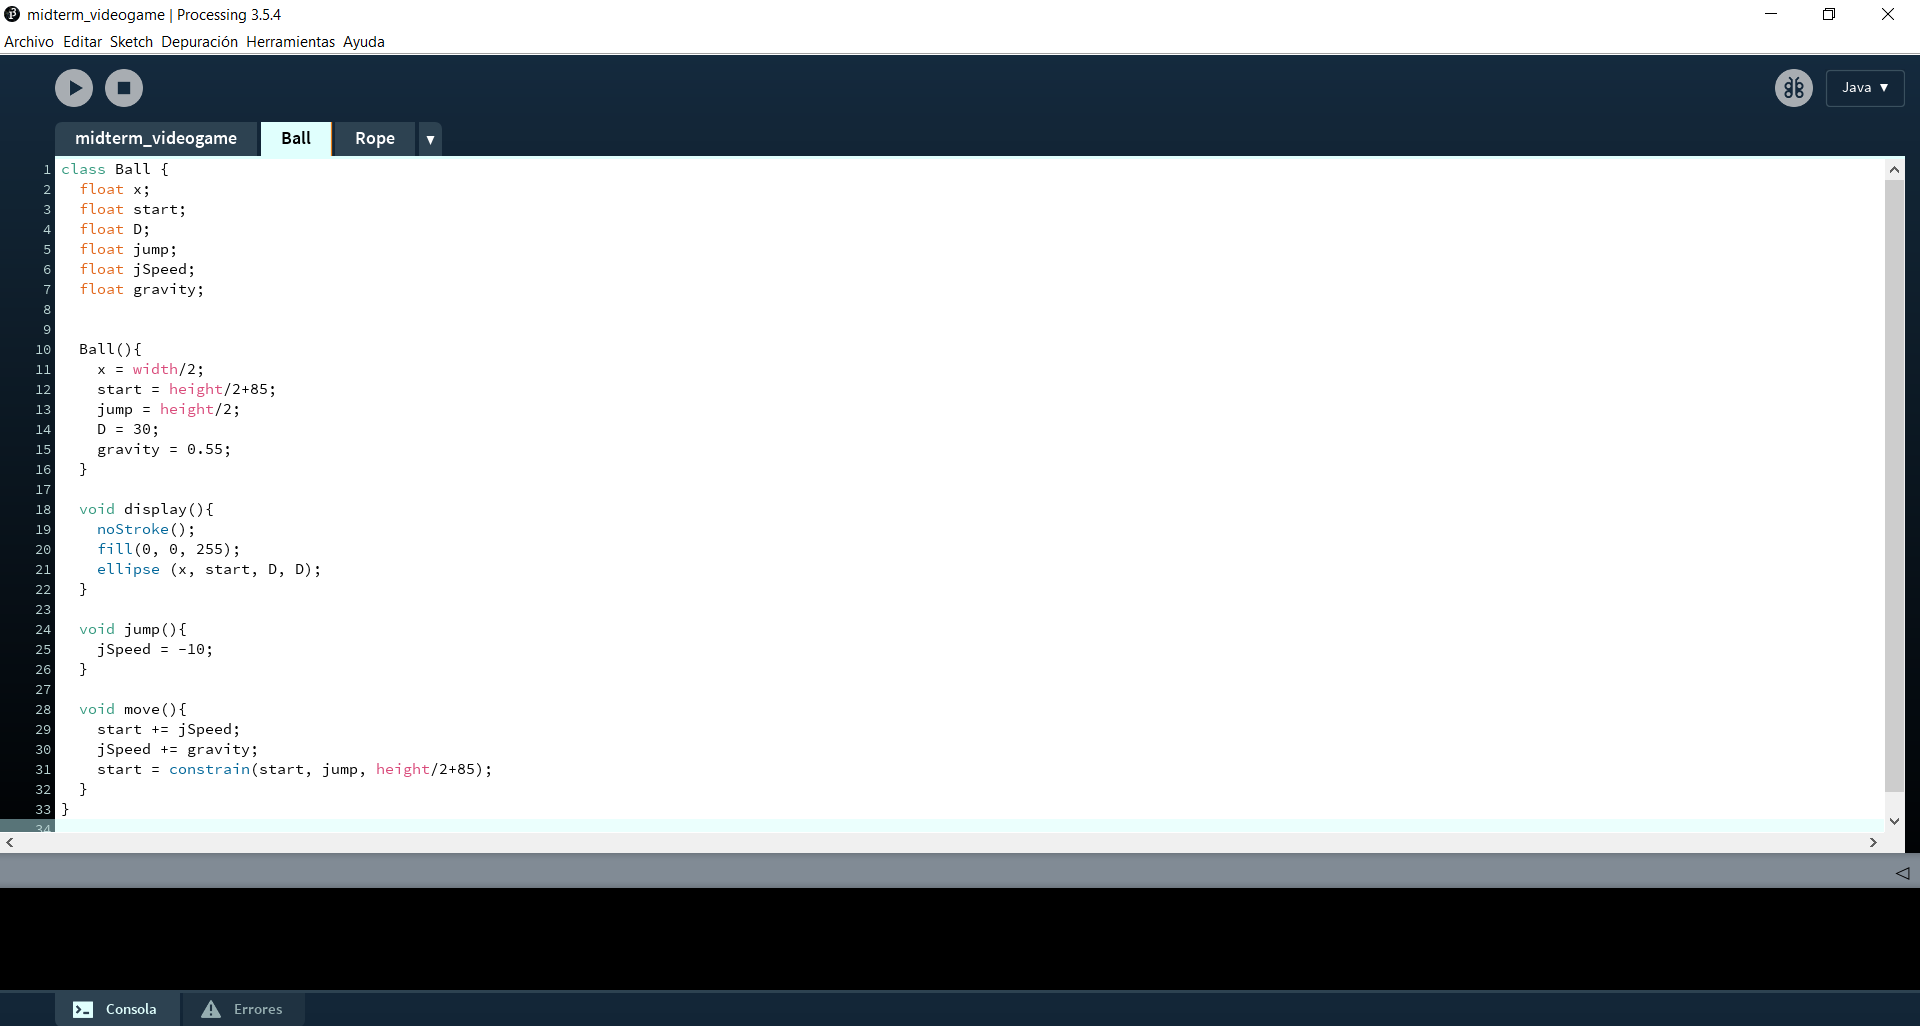 midterm_videogame | Processing 3.5.4
Archivo Editar Sketch Depuración Herramientas Ayuda
Java ▼
midterm_videogame Ball Rope ▼
1 class Ball {
2 float x;
3 float start;
4 float D;
5 float jump;
6 float jSpeed;
7 float gravity;
8
9
10 Ball(){
11 x = width/2;
12 start = height/2+85;
13 jump = height/2;
14 D = 30;
15 gravity = 0.55;
16 }
17
18 void display(){
19 noStroke();
20 fill(0, 0, 255);
21 ellipse (x, start, D, D);
22 }
23
24 void jump(){
25 jSpeed = -10;
26 }
27
28 void move(){
29 start += jSpeed;
30 jSpeed += gravity;
31 start = constrain(start, jump, height/2+85);
32 }
33 }
34
Consola Errores